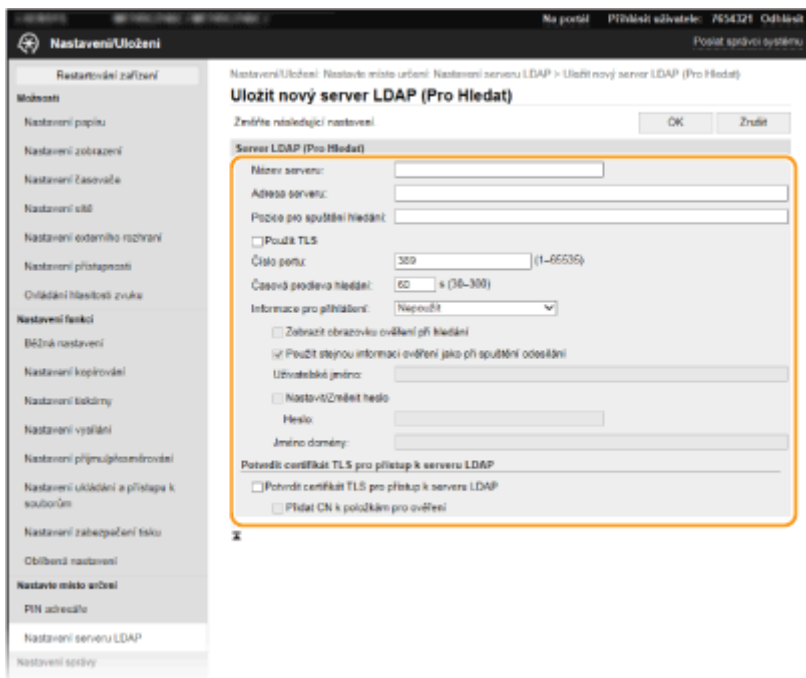 Na portál Přihlásit uživatele: 7654321 Odhlásit
Nastavení/Uložení
Poslat správci systému
Restartování zařízení
Možnosti
Nastavení papíru
Nastavení zobrazení
Nastavení časovače
Nastavení sítě
Nastavení externího rozhraní
Nastavení přístupnosti
Ovládání hlasitosti zvuku
Nastavení funkcí
Běžná nastavení
Nastavení kopírování
Nastavení tiskárny
Nastavení vysílání
Nastavení příjmu/přesměrování
Nastavení ukládání a přístupu k souborům
Nastavení zabezpečení tisku
Oblíbená nastavení
Nastavte místo určení
PIN adresáře
Nastavení serveru LDAP
Nastavení správy
Nastavení/Uložení: Nastavte místo určení: Nastavení serveru LDAP > Uložit nový server LDAP (Pro Hledat)
Uložit nový server LDAP (Pro Hledat)
Změňte následující nastavení.
OK
Zrušit
Server LDAP (Pro Hledat)
Název serveru:
Adresa serveru:
Pozice pro spuštění hledání:
Použít TLS
Číslo portu: 389 (1–65535)
Časová prodleva hledání: 60 s (30–300)
Informace pro přihlášení: Nepoužít
Zobrazit obrazovku ověření při hledání
Použít stejnou informaci ověření jako při spuštění odesílání
Uživatelské jméno:
Nastavit/Změnit heslo
Heslo:
Jméno domény:
Potvrdit certifikát TLS pro přístup k serveru LDAP
Potvrdit certifikát TLS pro přístup k serveru LDAP
Přidat CN k položkám pro ověření